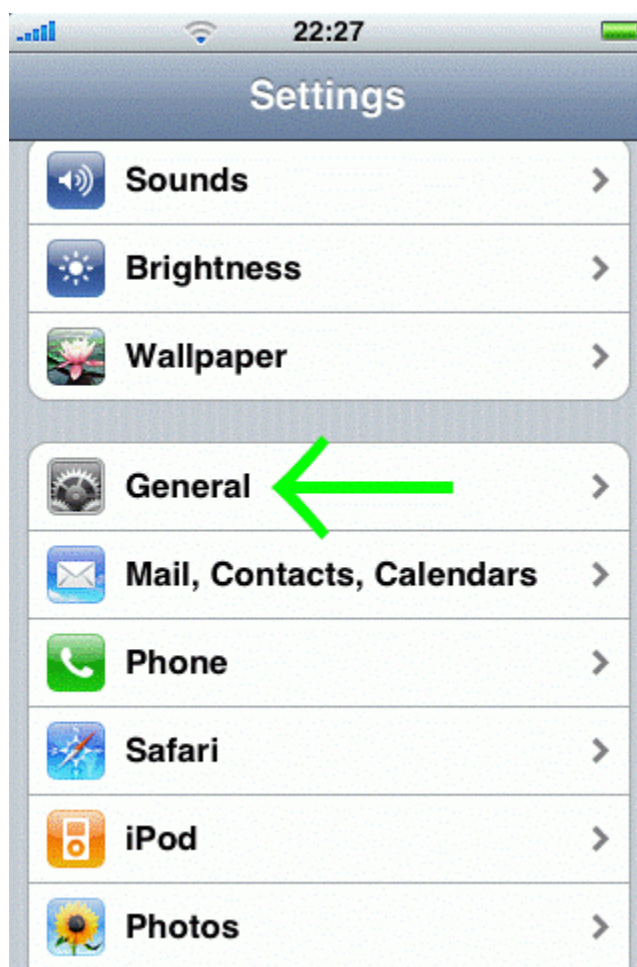 22:27
Settings
Sounds
Brightness
Wallpaper
General
Mail, Contacts, Calendars
Phone
Safari
iPod
Photos